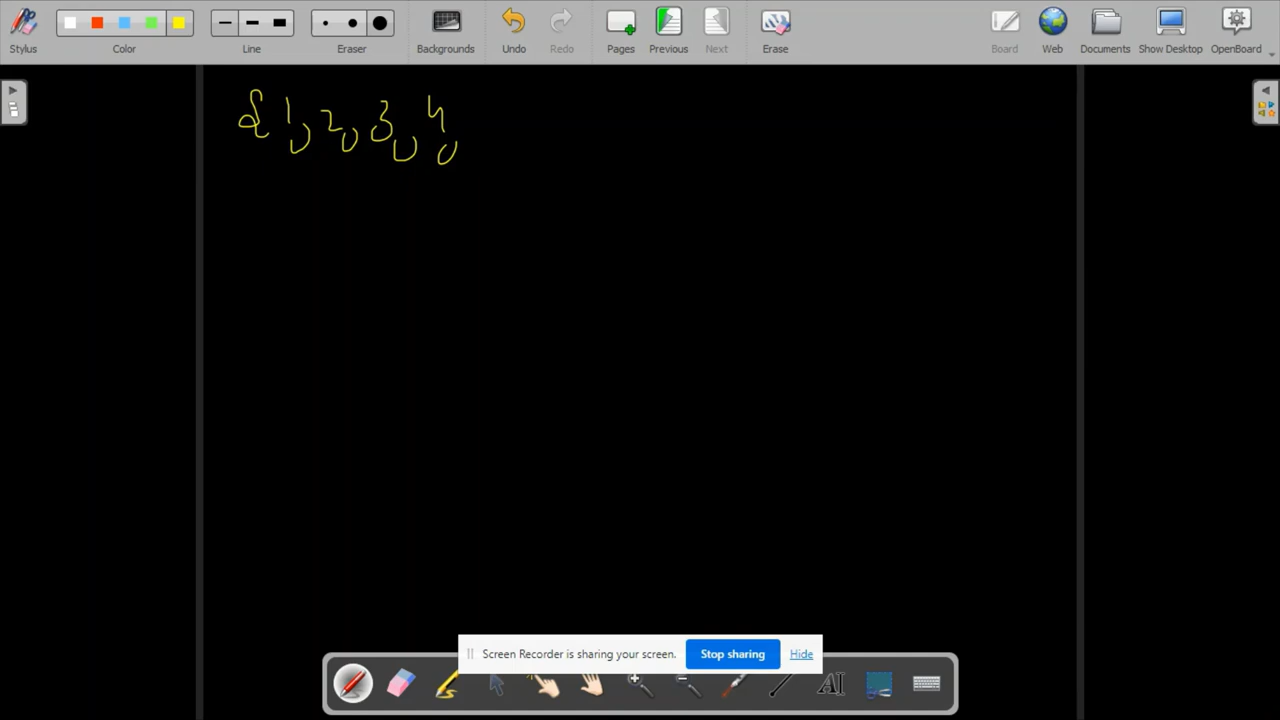 Stylus Color Line Eraser Backgrounds Undo Redo Pages Previous Next Erase Board Web Documents Show Desktop OpenBoard
{1, 2, 3, 4,
Screen Recorder is sharing your screen. Stop sharing Hide
AI